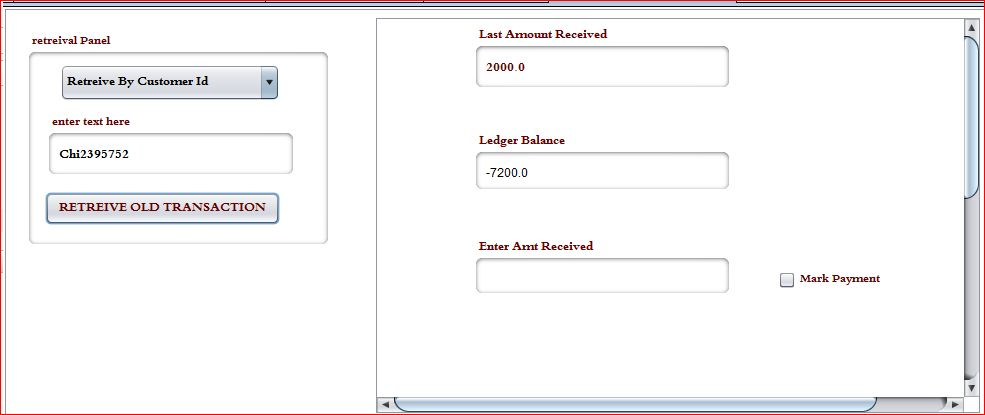 retreival Panel
Retreive By Customer Id
enter text here
Chi2395752
RETREIVE OLD TRANSACTION
Last Amount Received
2000.0
Ledger Balance
-7200.0
Enter Amt Received
Mark Payment